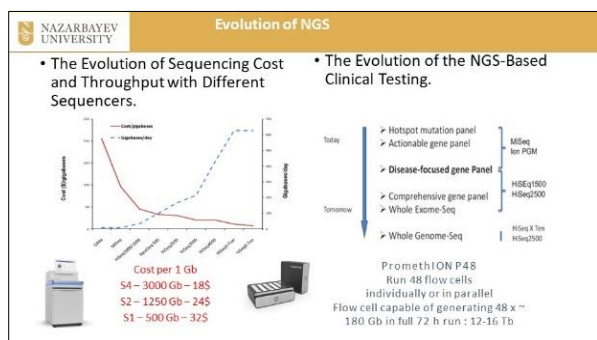 NAZARBAYEV
UNIVERSITY
Evolution of NGS
• The Evolution of Sequencing Cost
and Throughput with Different
Sequencers.
Cost/gigabases
Gigabases/day
Cost ($)/gigabases
Gigabases/day
Cost per 1 Gb
S4 – 3000 Gb – 18$
S2 – 1250 Gb – 24$
S1 – 500 Gb – 32$
• The Evolution of the NGS-Based
Clinical Testing.
Today
Hotspot mutation panel
Actionable gene panel
MiSeq
Ion PGM
Disease-focused gene Panel
HiSEq1500
HiSeq2500
Comprehensive gene panel
Tomorrow
Whole Exome-Seq
Whole Genome-Seq
HiSeq X Ten
HiSeq2500
PromethION P48
Run 48 flow cells
individually or in parallel
Flow cell capable of generating 48 x ~
180 Gb in full 72 h run : 12-16 Tb